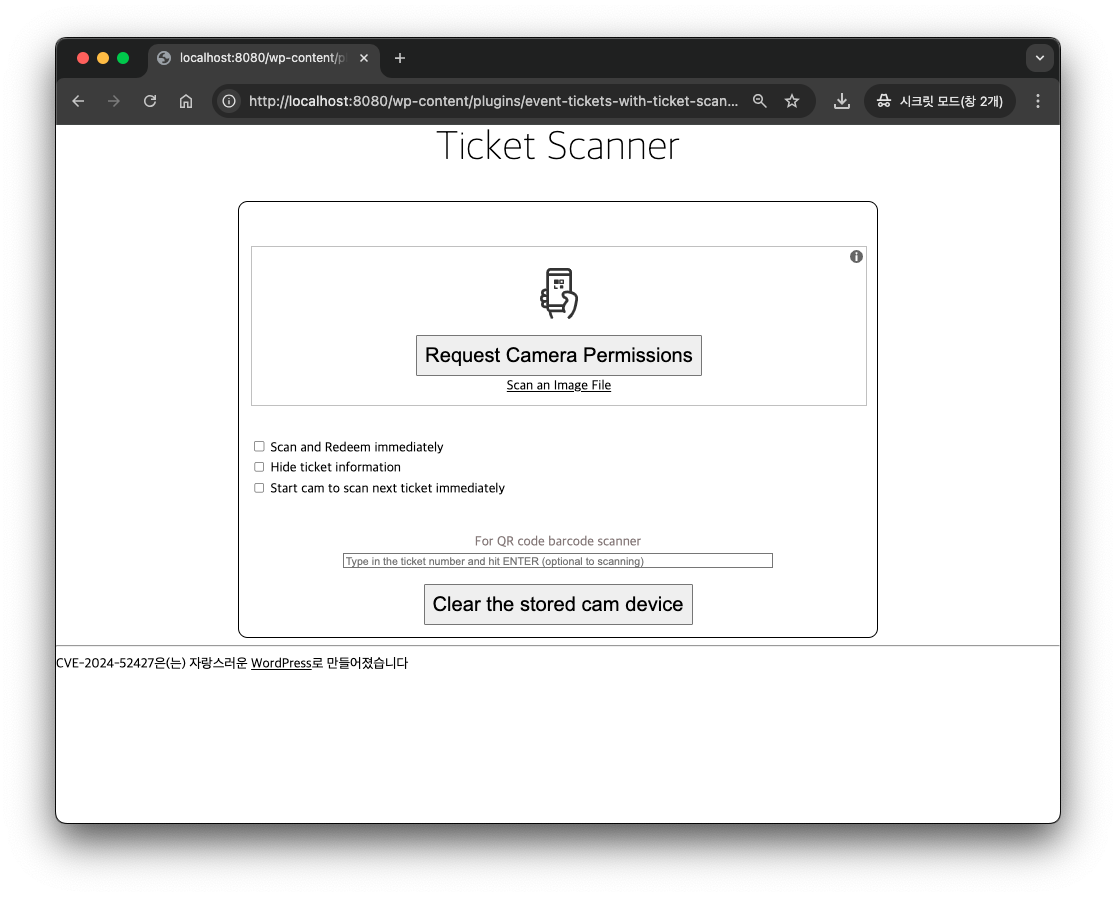 localhost:8080/wp-content/p
http://localhost:8080/wp-content/plugins/event-tickets-with-ticket-scan...
시크릿 모드(창 2개)
Ticket Scanner
Request Camera Permissions
Scan an Image File
Scan and Redeem immediately
Hide ticket information
Start cam to scan next ticket immediately
For QR code barcode scanner
Type in the ticket number and hit ENTER (optional to scanning)
Clear the stored cam device
CVE-2024-52427은(는) 자랑스러운 WordPress로 만들어졌습니다